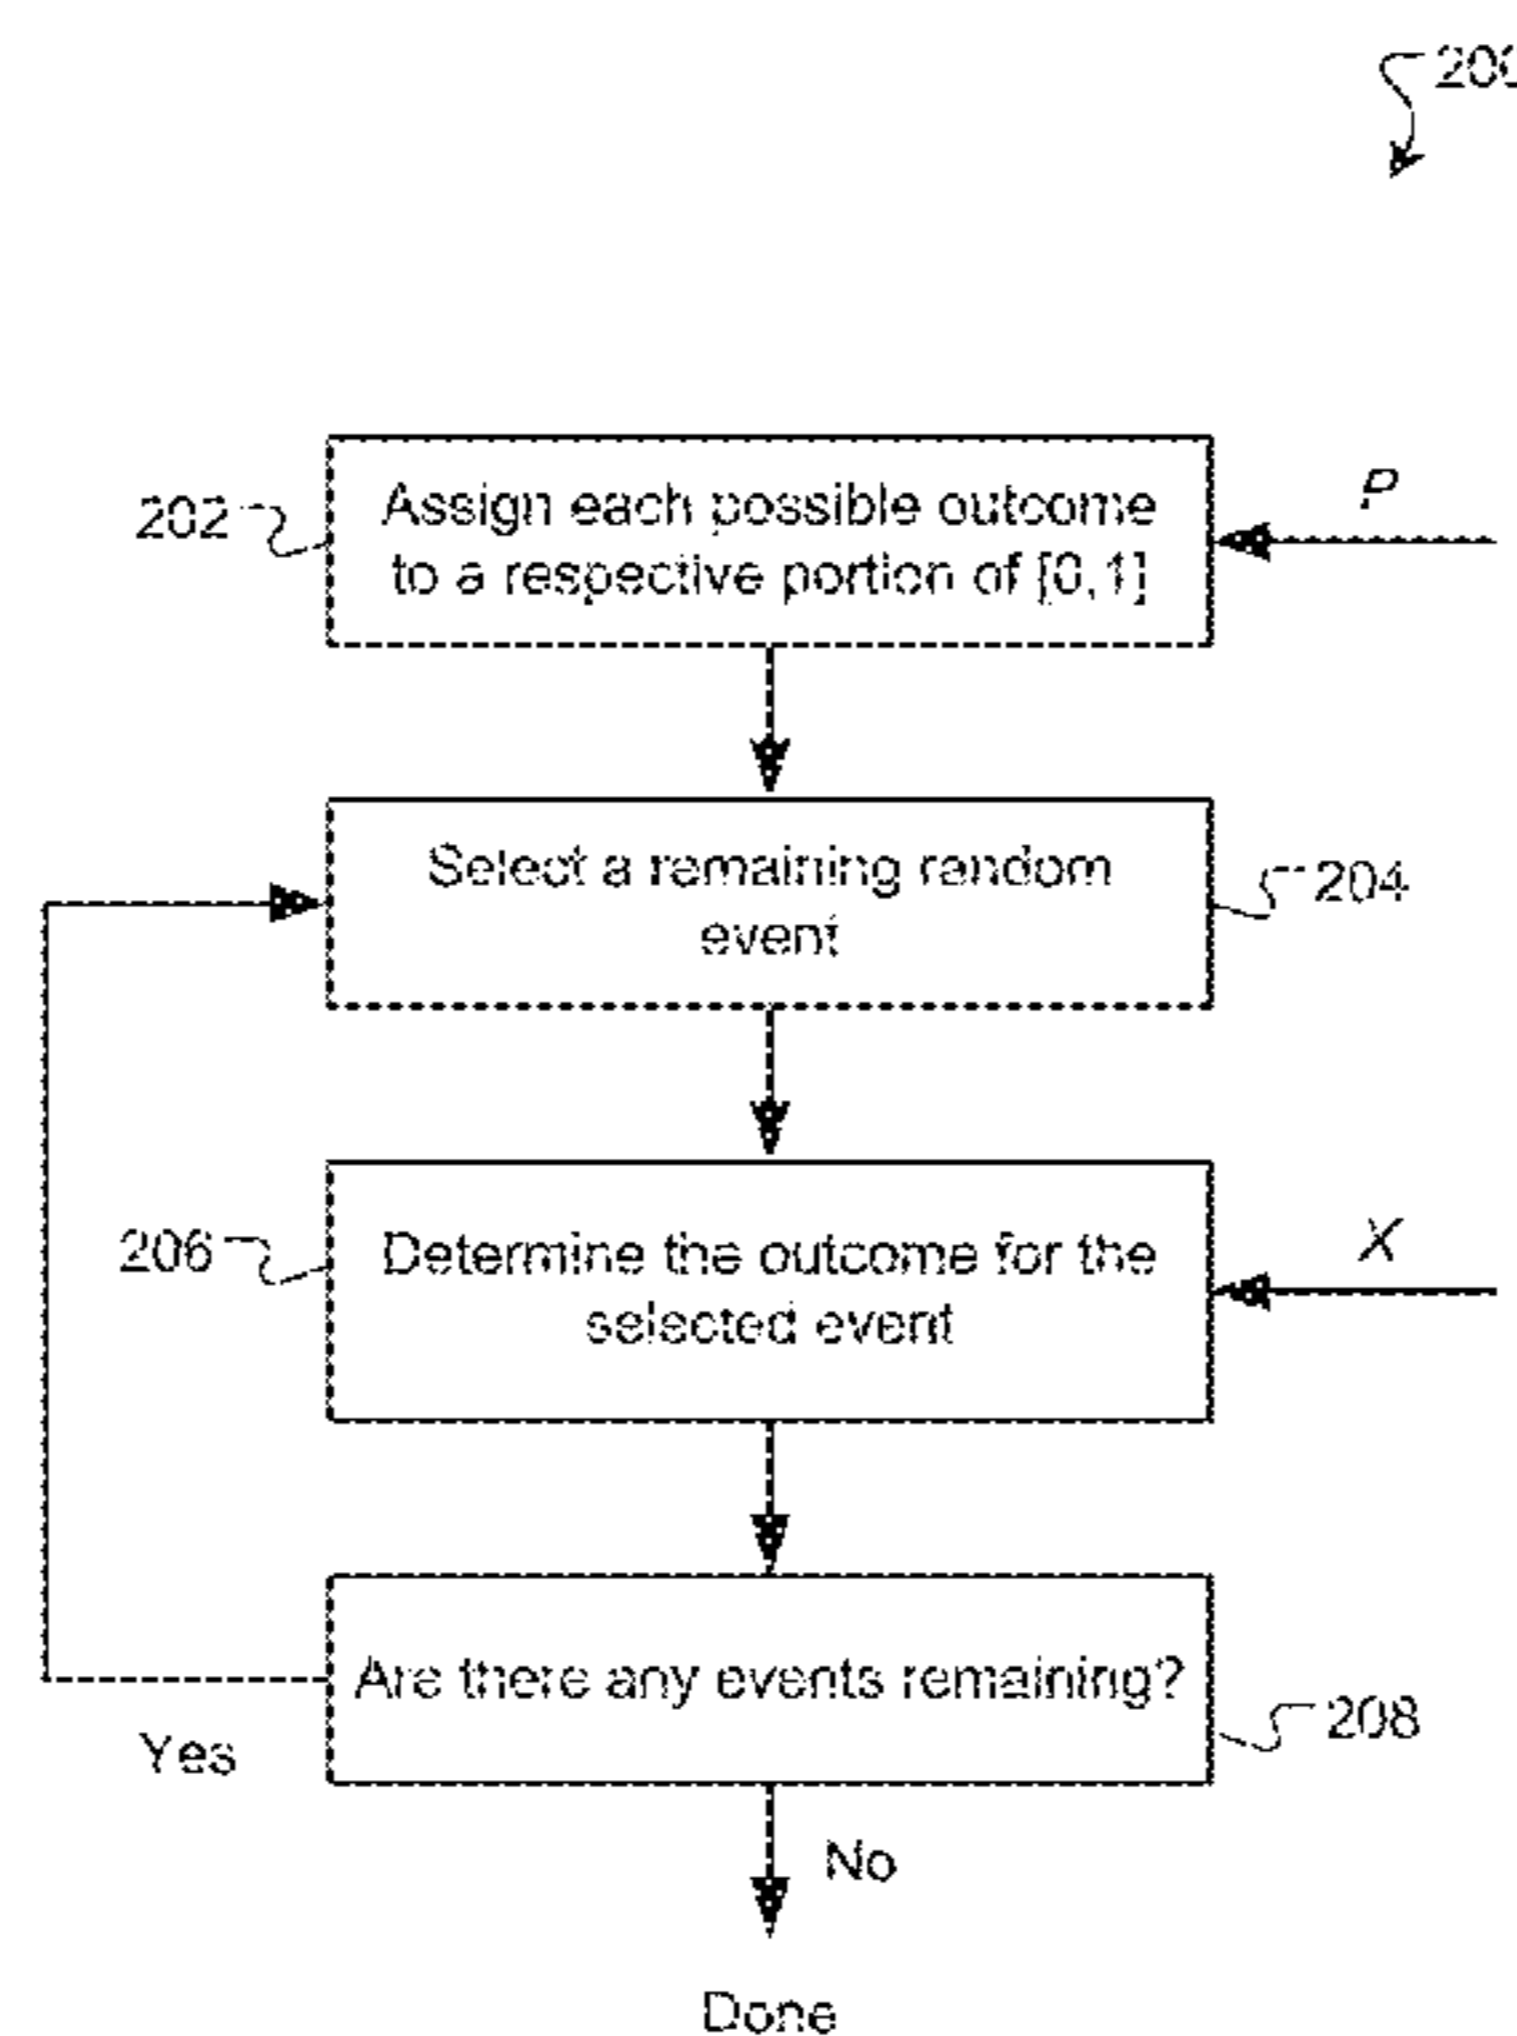 200
P
202
Assign each possible outcome
to a respective portion of [0,1]
Select a remaining random
event
204
X
206
Determine the outcome for the
selected event
Are there any events remaining?
208
Yes
No
Done